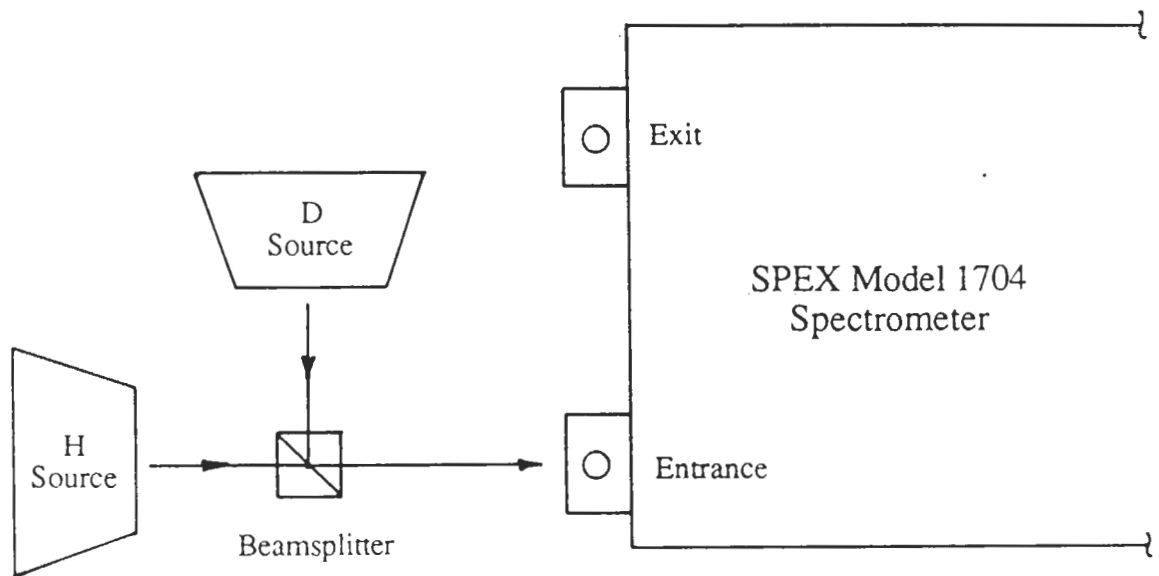 Exit
D
Source
SPEX Model 1704
Spectrometer
H
Source
Entrance
Beamsplitter